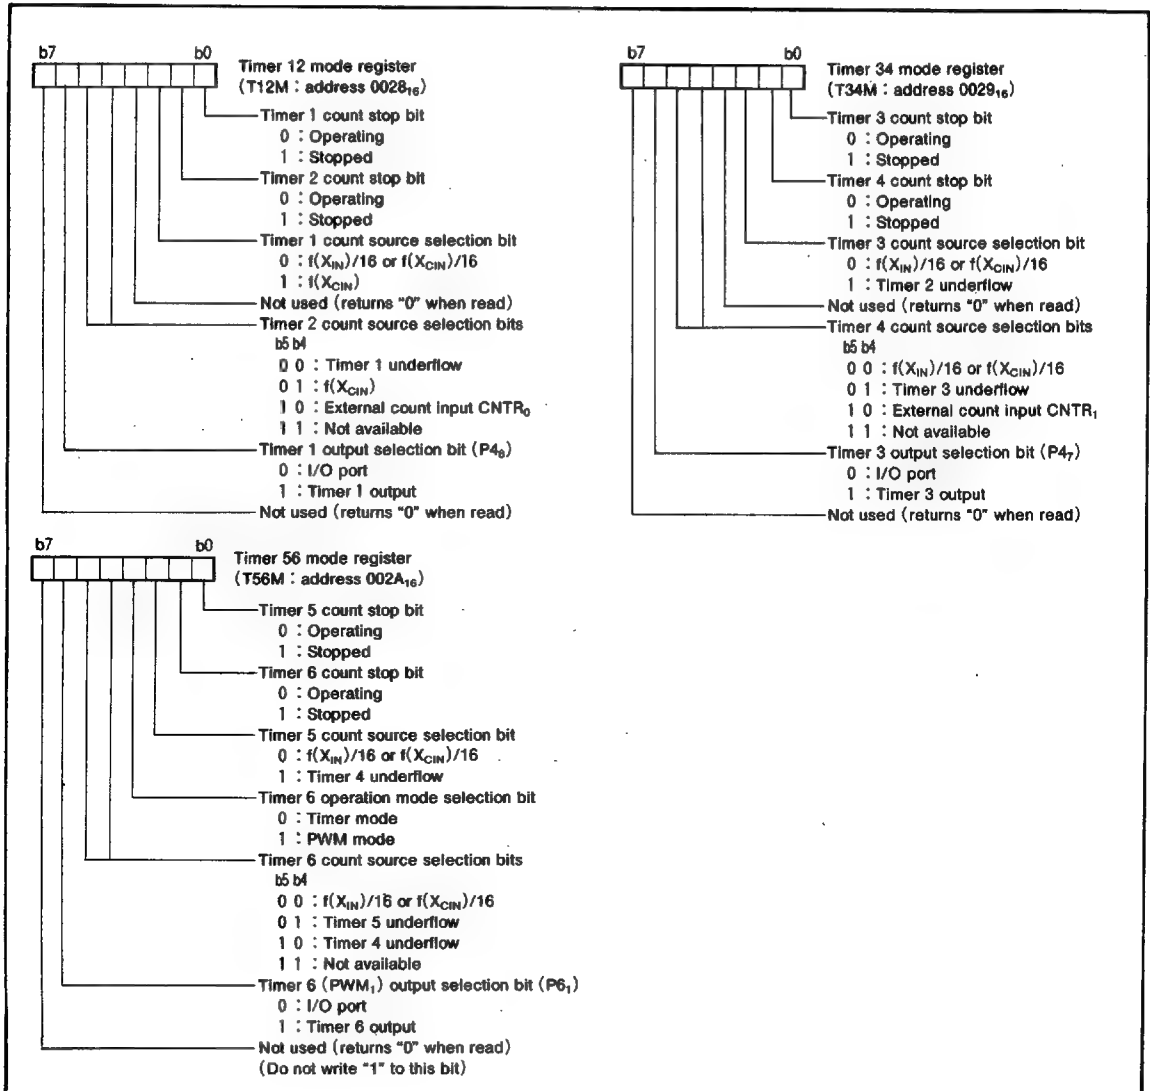 b7 b0
Timer 12 mode register
(T12M : address 0028₁₆)
Timer 1 count stop bit
0 : Operating
1 : Stopped
Timer 2 count stop bit
0 : Operating
1 : Stopped
Timer 1 count source selection bit
0 : f(X_IN)/16 or f(X_CIN)/16
1 : f(X_CIN)
Not used (returns "0" when read)
Timer 2 count source selection bits
b5 b4
0 0 : Timer 1 underflow
0 1 : f(X_CIN)
1 0 : External count input CNTR₀
1 1 : Not available
Timer 1 output selection bit (P4₆)
0 : I/O port
1 : Timer 1 output
Not used (returns "0" when read)
b7 b0
Timer 34 mode register
(T34M : address 0029₁₆)
Timer 3 count stop bit
0 : Operating
1 : Stopped
Timer 4 count stop bit
0 : Operating
1 : Stopped
Timer 3 count source selection bit
0 : f(X_IN)/16 or f(X_CIN)/16
1 : Timer 2 underflow
Not used (returns "0" when read)
Timer 4 count source selection bits
b5 b4
0 0 : f(X_IN)/16 or f(X_CIN)/16
0 1 : Timer 3 underflow
1 0 : External count input CNTR₁
1 1 : Not available
Timer 3 output selection bit (P4₇)
0 : I/O port
1 : Timer 3 output
Not used (returns "0" when read)
b7 b0
Timer 56 mode register
(T56M : address 002A₁₆)
Timer 5 count stop bit
0 : Operating
1 : Stopped
Timer 6 count stop bit
0 : Operating
1 : Stopped
Timer 5 count source selection bit
0 : f(X_IN)/16 or f(X_CIN)/16
1 : Timer 4 underflow
Timer 6 operation mode selection bit
0 : Timer mode
1 : PWM mode
Timer 6 count source selection bits
b5 b4
0 0 : f(X_IN)/16 or f(X_CIN)/16
0 1 : Timer 5 underflow
1 0 : Timer 4 underflow
1 1 : Not available
Timer 6 (PWM₁) output selection bit (P6₁)
0 : I/O port
1 : Timer 6 output
Not used (returns "0" when read)
(Do not write "1" to this bit)